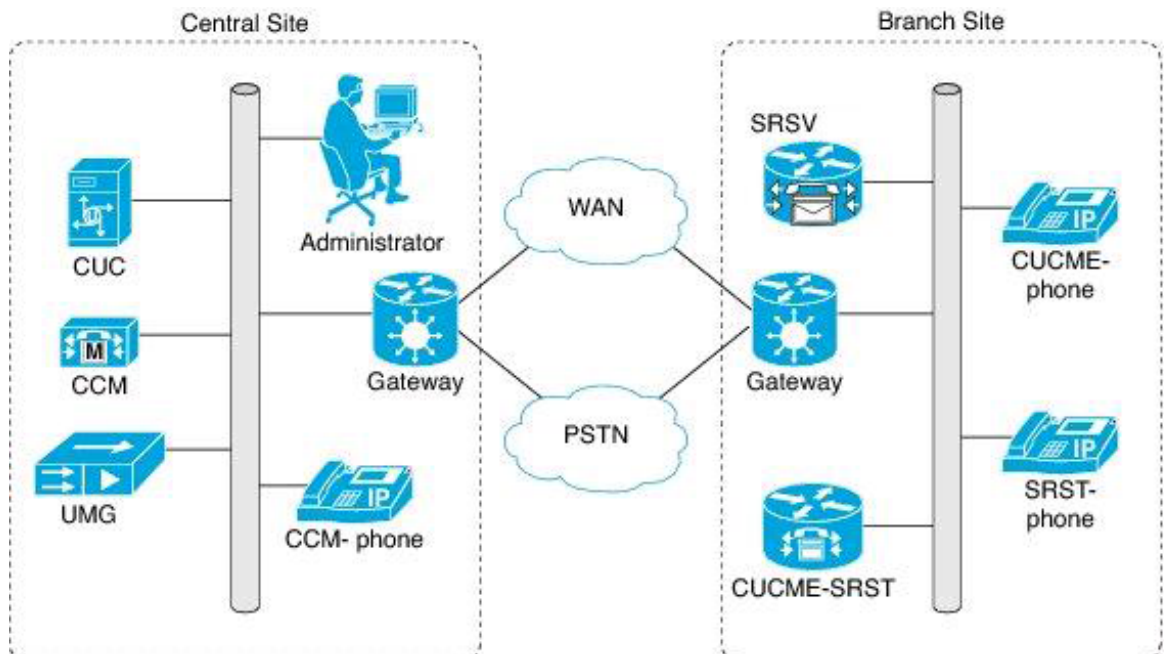 Central Site
Branch Site
CUC
CCM
M
UMG
Administrator
Gateway
IP
CCM- phone
WAN
PSTN
SRSV
Gateway
CUCME-SRST
IP
CUCME-
phone
IP
SRST-
phone